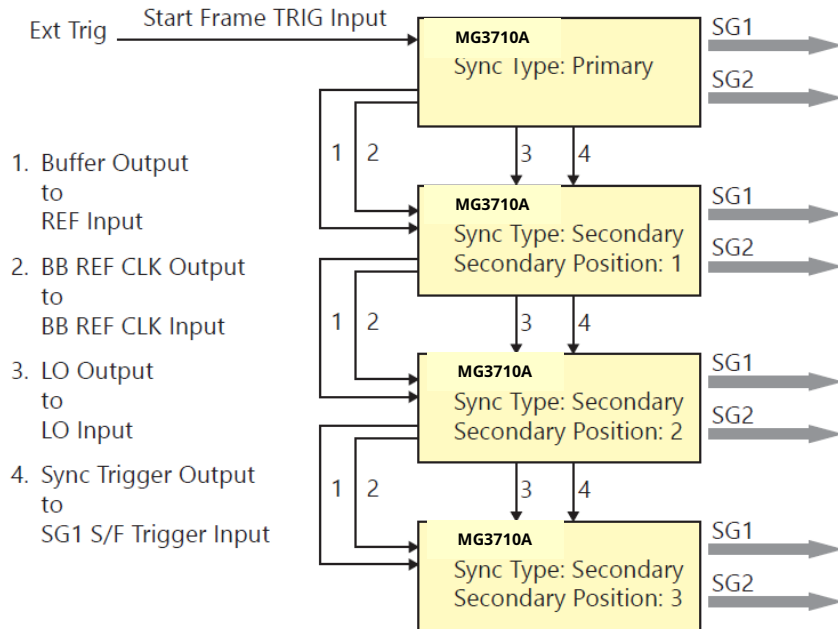 Ext Trig
Start Frame TRIG Input
MG3710A
Sync Type: Primary
SG1
SG2
1 2
3 4
1. Buffer Output
to
REF Input
MG3710A
Sync Type: Secondary
Secondary Position: 1
SG1
SG2
2. BB REF CLK Output
to
BB REF CLK Input
1 2
3 4
3. LO Output
to
LO Input
MG3710A
Sync Type: Secondary
Secondary Position: 2
SG1
SG2
4. Sync Trigger Output
to
SG1 S/F Trigger Input
1 2
3 4
MG3710A
Sync Type: Secondary
Secondary Position: 3
SG1
SG2